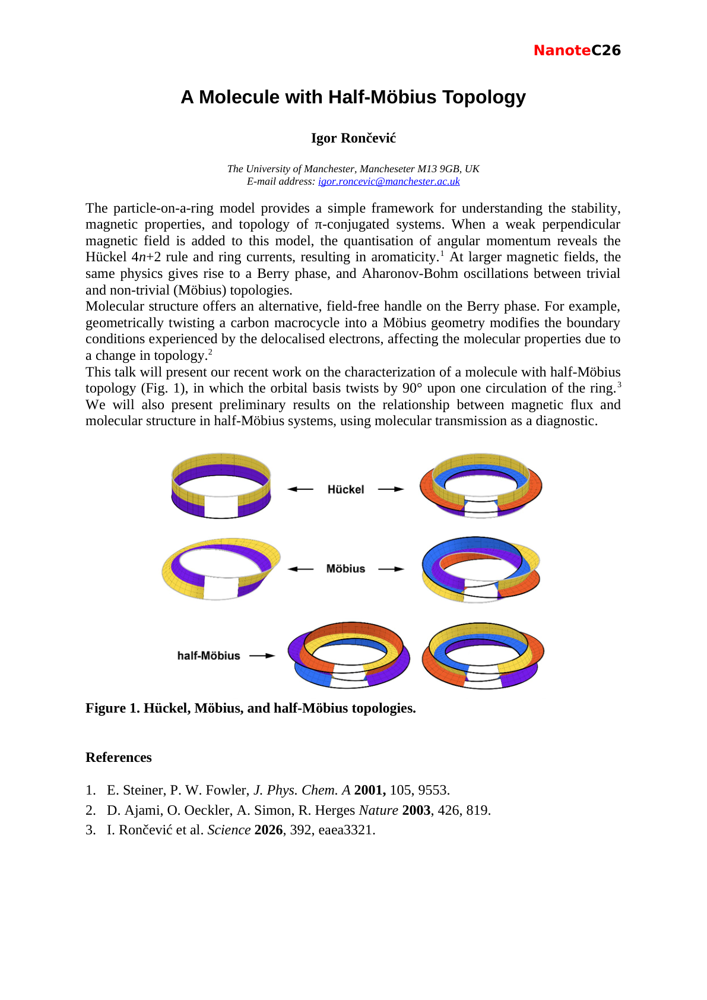 NanoteC26
A Molecule with Half-Möbius Topology
Igor Rončević
The University of Manchester, Mancheseter M13 9GB, UK
E-mail address: igor.roncevic@manchester.ac.uk
The particle-on-a-ring model provides a simple framework for understanding the stability,
magnetic properties, and topology of π-conjugated systems. When a weak perpendicular
magnetic field is added to this model, the quantisation of angular momentum reveals the
Hückel 4n+2 rule and ring currents, resulting in aromaticity.1 At larger magnetic fields, the
same physics gives rise to a Berry phase, and Aharonov-Bohm oscillations between trivial
and non-trivial (Möbius) topologies.
Molecular structure offers an alternative, field-free handle on the Berry phase. For example,
geometrically twisting a carbon macrocycle into a Möbius geometry modifies the boundary
conditions experienced by the delocalised electrons, affecting the molecular properties due to
a change in topology.2
This talk will present our recent work on the characterization of a molecule with half-Möbius
topology (Fig. 1), in which the orbital basis twists by 90° upon one circulation of the ring.3
We will also present preliminary results on the relationship between magnetic flux and
molecular structure in half-Möbius systems, using molecular transmission as a diagnostic.
Hückel
Möbius
half-Möbius
Figure 1. Hückel, Möbius, and half-Möbius topologies.
References
1. E. Steiner, P. W. Fowler, J. Phys. Chem. A 2001, 105, 9553.
2. D. Ajami, O. Oeckler, A. Simon, R. Herges Nature 2003, 426, 819.
3. I. Rončević et al. Science 2026, 392, eaea3321.